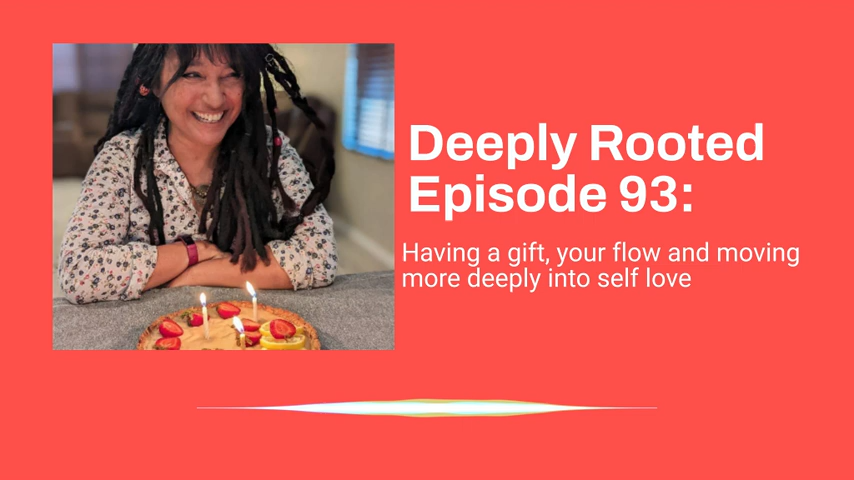 Deeply Rooted
Episode 93:
Having a gift, your flow and moving
more deeply into self love